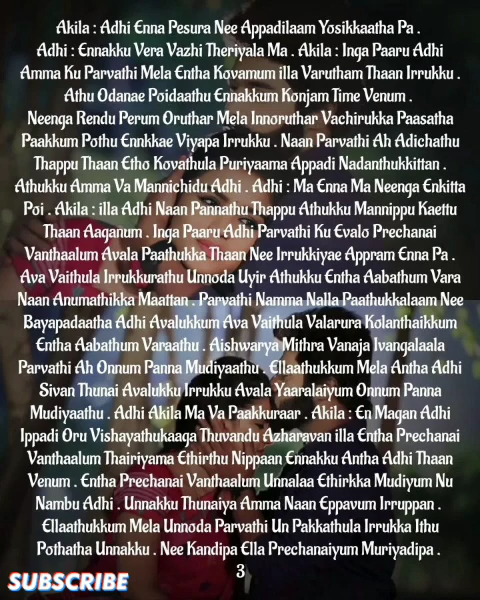 Akila : Adhi Enna Pesura Nee Appadilaam Yosikkaatha Pa .
Adhi : Ennakku Vera Vazhi Theriyala Ma . Akila : Inga Paaru Adhi
Amma Ku Parvathi Mela Entha Kovamum illa Varutham Thaan Irrukku .
Athu Odanae Poidaathu Ennakkum Konjam Time Venum .
Neenga Rendu Perum Oruthar Mela Innoruthar Vachirukka Paasatha
Paakkum Pothu Ennkkae Viyapa Irrukku . Naan Parvathi Ah Adichathu
Thappu Thaan Etho Kovathula Puriyaama Appadi Nadanthukkittan .
Athukku Amma Va Mannichidu Adhi . Adhi : Ma Enna Ma Neenga Enkitta
Poi . Akila : illa Adhi Naan Pannathu Thappu Athukku Mannippu Kaettu
Thaan Aaganum . Inga Paaru Adhi Parvathi Ku Evalo Prechanai
Vanthaalum Avala Paathukka Thaan Nee Irrukkiyae Appram Enna Pa .
Ava Vaithula Irrukkurathu Unnoda Uyir Athukku Entha Aabathum Vara
Naan Anumathikka Maattan . Parvathi Namma Nalla Paathukkalaam Nee
Bayapadaatha Adhi Avalukkum Ava Vaithula Valarura Kolanthaikkum
Entha Aabathum Varaathu . Aishwarya Mithra Vanaja Ivangalaala
Parvathi Ah Onnum Panna Mudiyaathu . Ellaathukkum Mela Antha Adhi
Sivan Thunai Avalukku Irrukku Avala Yaaralaiyum Onnum Panna
Mudiyaathu . Adhi Akila Ma Va Paakkuraar . Akila : En Magan Adhi
Ippadi Oru Vishayathukaaga Thuvandu Azharavan illa Entha Prechanai
Vanthaalum Thairiyama Ethirthu Nippaan Ennakku Antha Adhi Thaan
Venum . Entha Prechanai Vanthaalum Unnalaa Ethirkka Mudiyum Nu
Nambu Adhi . Unnakku Thunaiya Amma Naan Eppavum Irruppan .
Ellaathukkum Mela Unnoda Parvathi Un Pakkathula Irrukka Ithu
Pothatha Unnakku . Nee Kandipa Ella Prechanaiyum Muriyadipa .
3
SUBSCRIBE